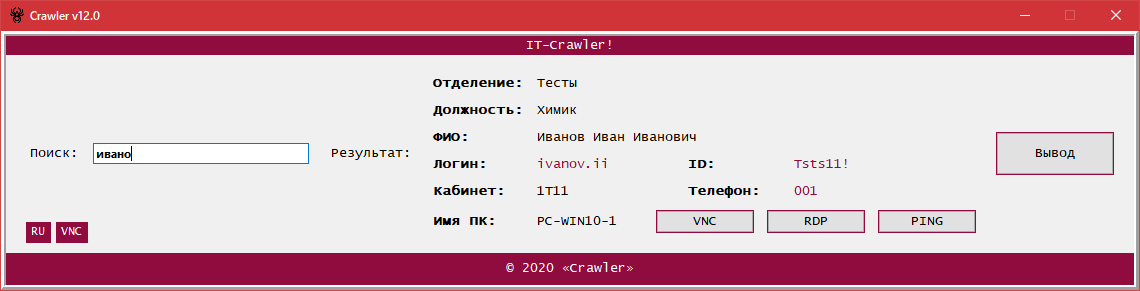 Crawler v12.0
IT-Crawler!
Отделение: Тесты
Должность: Химик
ФИО: Иванов Иван Иванович
Поиск: ивано Результат: Вывод
Логин: ivanov.ii ID: Tsts11!
Кабинет: 1T11 Телефон: 001
Имя ПК: PC-WIN10-1 VNC RDP PING
RU VNC
© 2020 «Crawler»